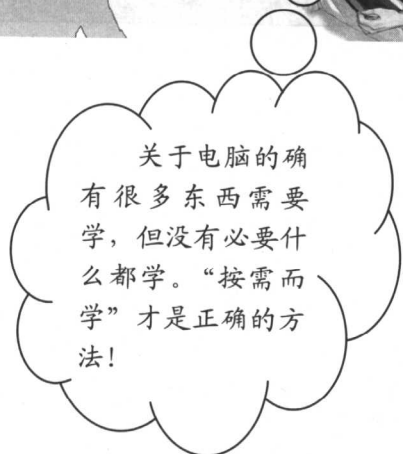 关于电脑的确
有很多东西需要
学，但没有必要什
么都学。“按需而
学”才是正确的方
法！